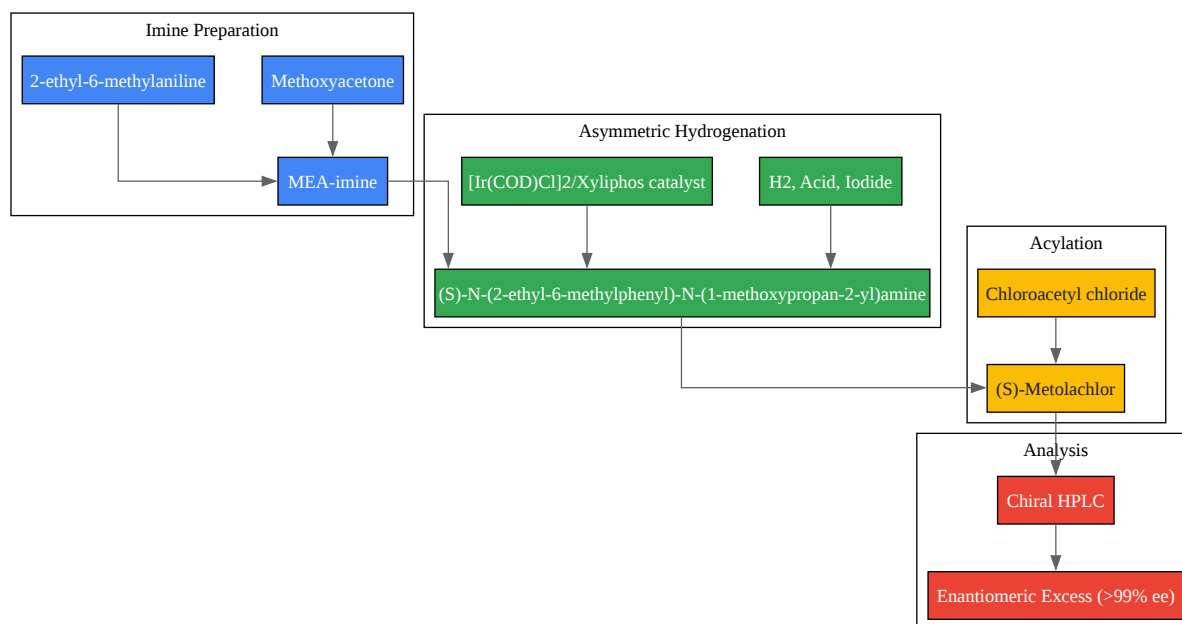 Imine Preparation
2-ethyl-6-methylaniline
Methoxyacetone
MEA-imine
Asymmetric Hydrogenation
[Ir(COD)Cl]2/Xyliphos catalyst
H2, Acid, Iodide
(S)-N-(2-ethyl-6-methylphenyl)-N-(1-methoxypropan-2-yl)amine
Acylation
Chloroacetyl chloride
(S)-Metolachlor
Analysis
Chiral HPLC
Enantiomeric Excess (>99% ee)